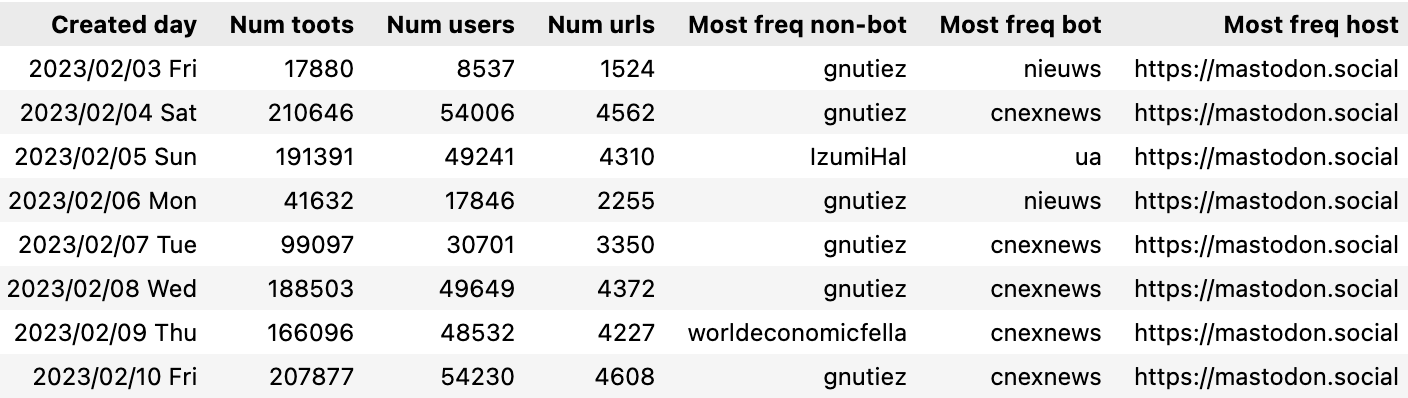 Created day Num toots Num users Num urls Most freq non-bot Most freq bot Most freq host
2023/02/03 Fri 17880 8537 1524 gnutiez nieuws https://mastodon.social
2023/02/04 Sat 210646 54006 4562 gnutiez cnexnews https://mastodon.social
2023/02/05 Sun 191391 49241 4310 IzumiHal ua https://mastodon.social
2023/02/06 Mon 41632 17846 2255 gnutiez nieuws https://mastodon.social
2023/02/07 Tue 99097 30701 3350 gnutiez cnexnews https://mastodon.social
2023/02/08 Wed 188503 49649 4372 gnutiez cnexnews https://mastodon.social
2023/02/09 Thu 166096 48532 4227 worldeconomicfella cnexnews https://mastodon.social
2023/02/10 Fri 207877 54230 4608 gnutiez cnexnews https://mastodon.social